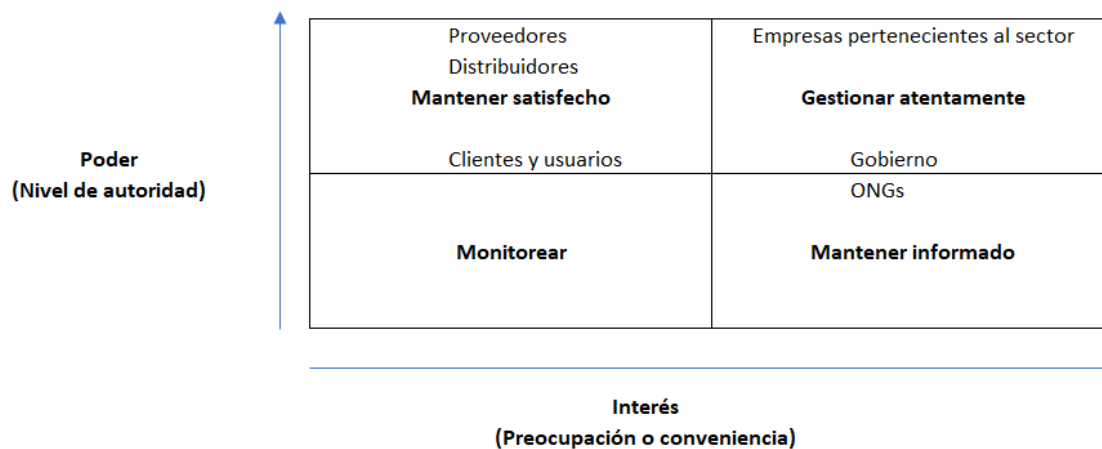 Proveedores
Distribuidores
Mantener satisfecho
Clientes y usuarios
Empresas pertenecientes al sector
Gestionar atentamente
Gobierno
Poder
(Nivel de autoridad)
Monitorear
ONGs
Mantener informado
Interés
(Preocupación o conveniencia)